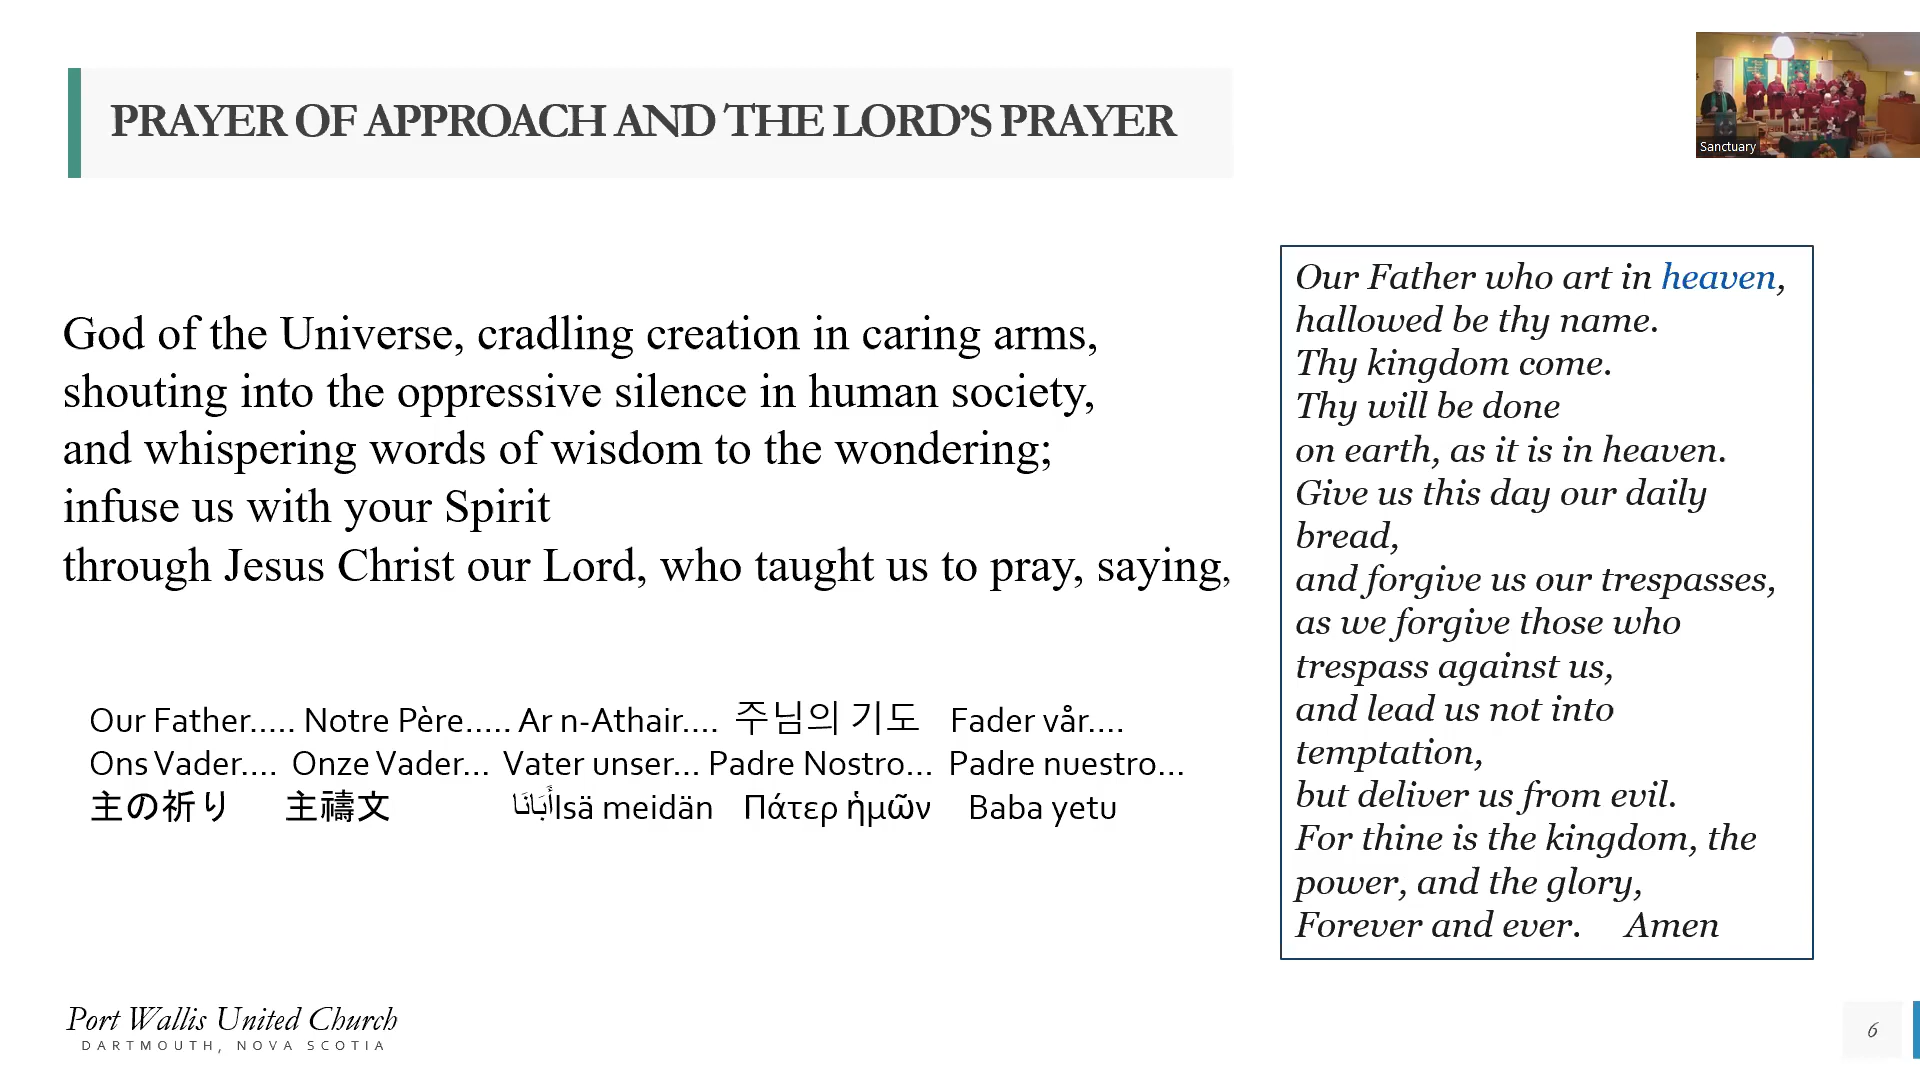 PRAYER OF APPROACH AND THE LORD'S PRAYER
Sanctuary
God of the Universe, cradling creation in caring arms,
shouting into the oppressive silence in human society,
and whispering words of wisdom to the wondering;
infuse us with your Spirit
through Jesus Christ our Lord, who taught us to pray, saying,
Our Father..... Notre Père..... Ar n-Athair.... 주님의 기도 Fader vår....
Ons Vader.... Onze Vader... Vater unser... Padre Nostro... Padre nuestro...
主の祈り 主禱文 أَبَانَا Isä meidän Πάτερ ἡμῶν Baba yetu
Our Father who art in heaven,
hallowed be thy name.
Thy kingdom come.
Thy will be done
on earth, as it is in heaven.
Give us this day our daily
bread,
and forgive us our trespasses,
as we forgive those who
trespass against us,
and lead us not into
temptation,
but deliver us from evil.
For thine is the kingdom, the
power, and the glory,
Forever and ever. Amen
Port Wallis United Church
DARTMOUTH, NOVA SCOTIA
6